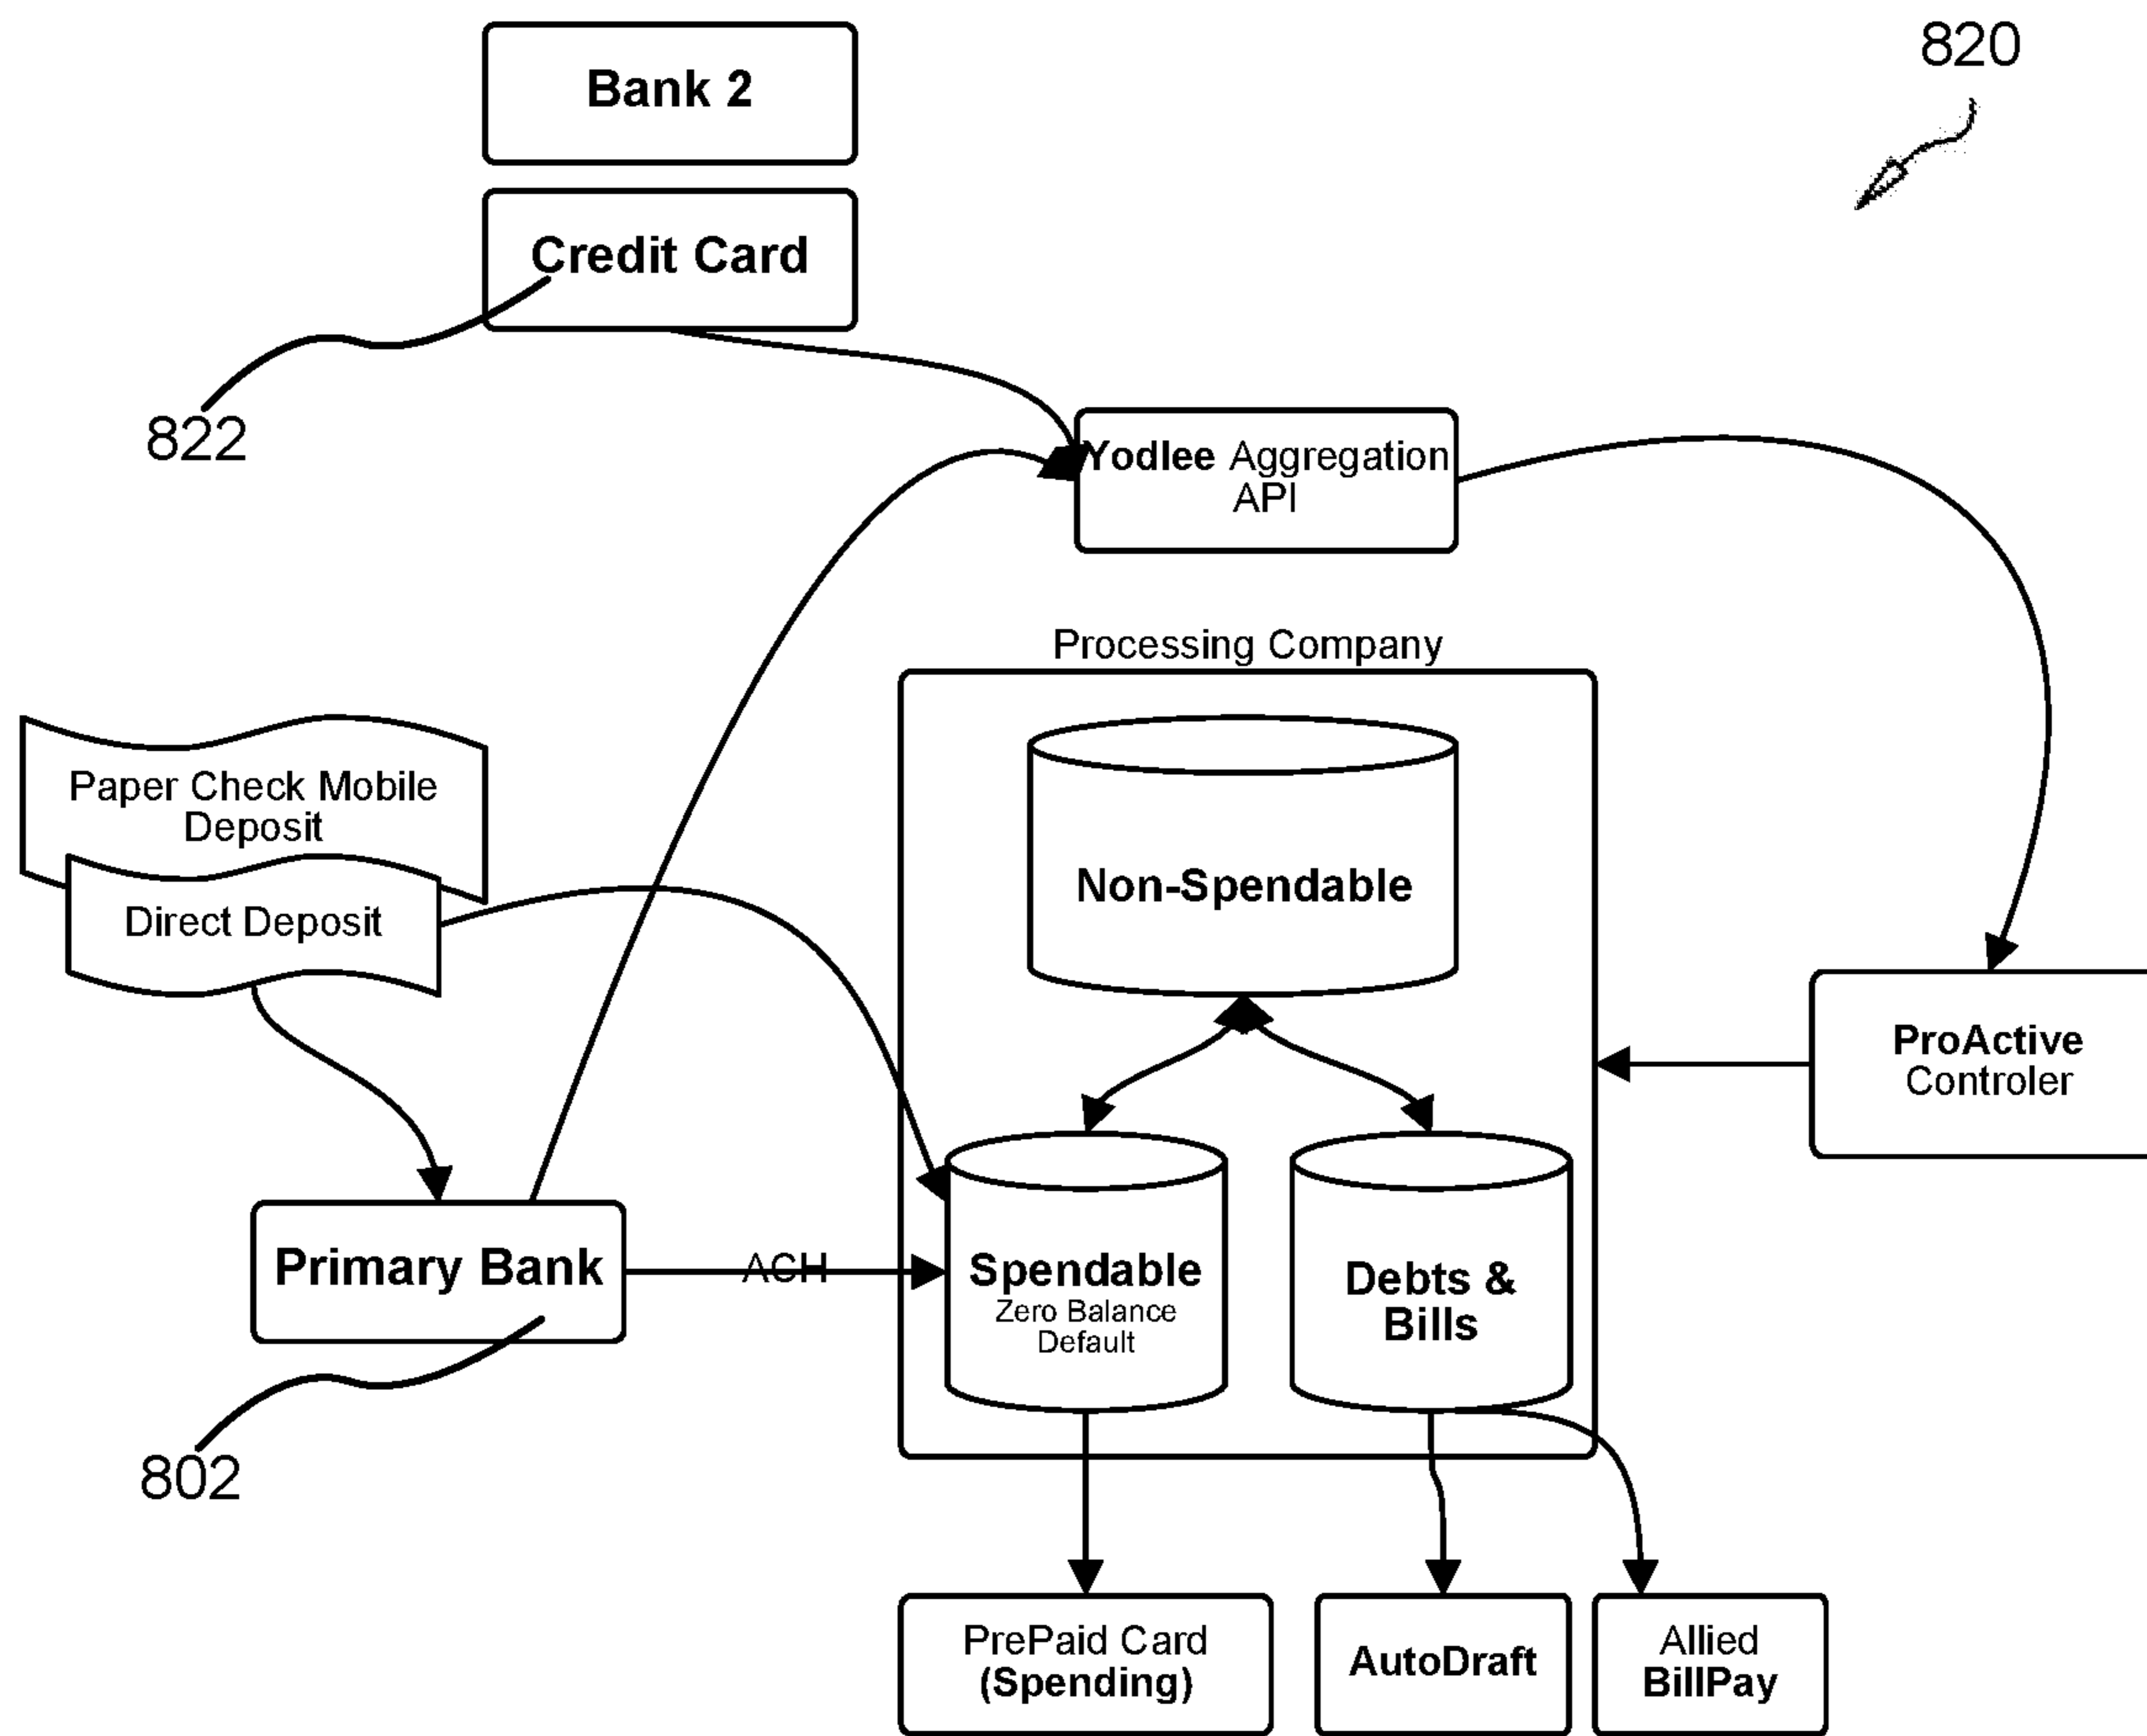 820
Bank 2
Credit Card
822
Yodlee Aggregation
API
Processing Company
Paper Check Mobile
Deposit
Direct Deposit
Non-Spendable
ProActive
Controler
Primary Bank
ACH
Spendable
Zero Balance
Default
Debts &
Bills
802
PrePaid Card
(Spending)
AutoDraft
Allied
BillPay